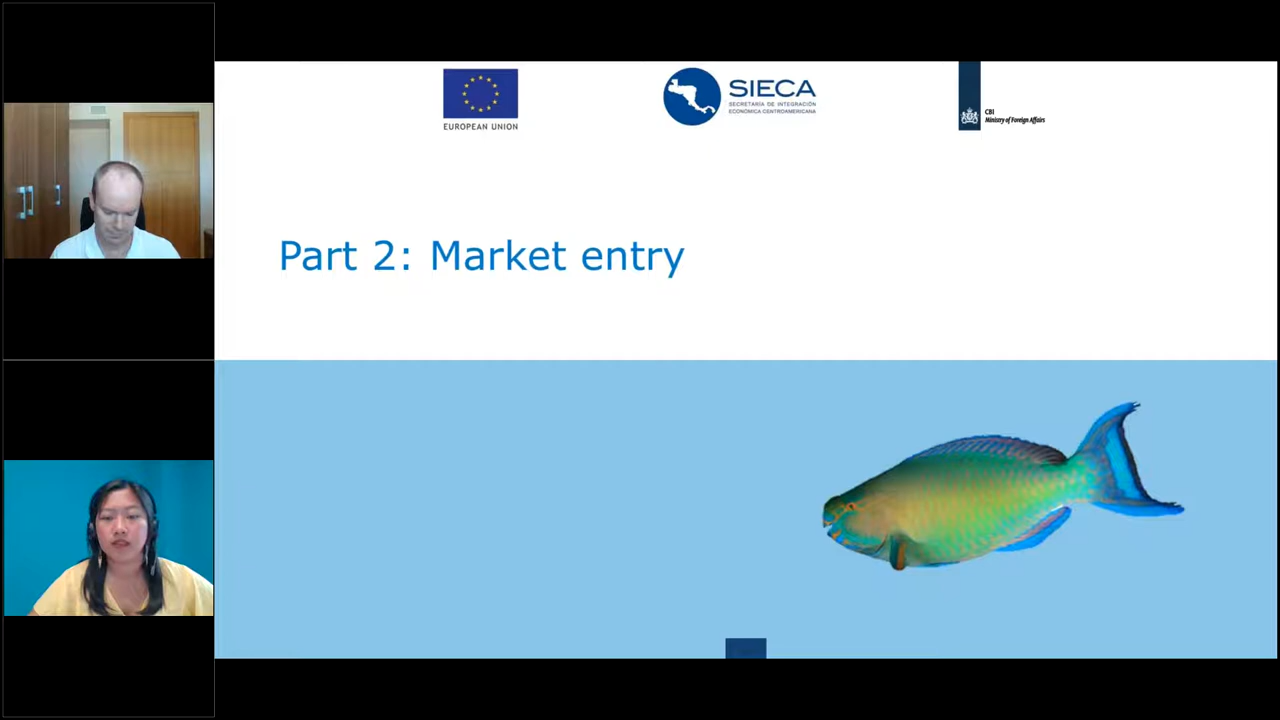 EUROPEAN UNION
SIECA
SECRETARÍA DE INTEGRACIÓN
ECONÓMICA CENTROAMERICANA
CBI
Ministry of Foreign Affairs
Part 2: Market entry